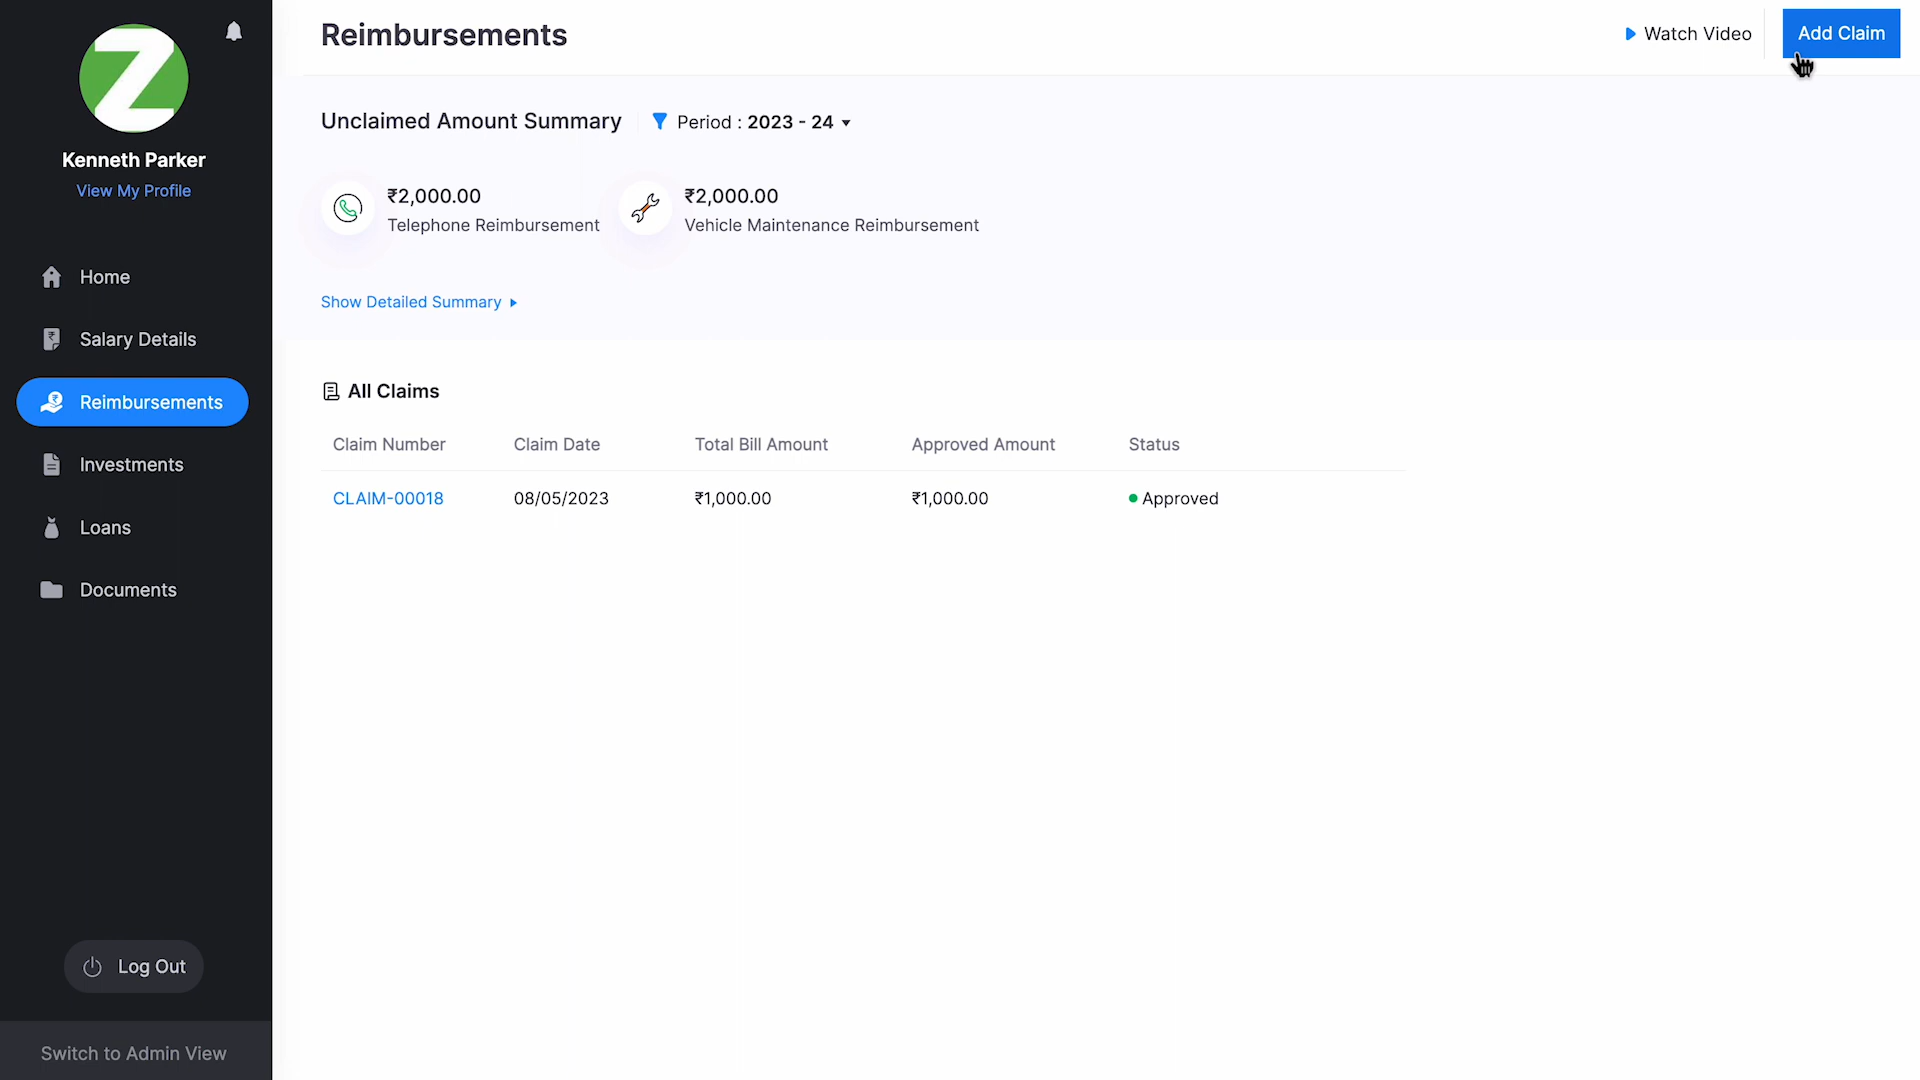 Kenneth Parker
View My Profile
Home
Salary Details
Reimbursements
Investments
Loans
Documents
Log Out
Switch to Admin View
Reimbursements
Watch Video
Add Claim
Unclaimed Amount Summary
Period : 2023 - 24
₹2,000.00
Telephone Reimbursement
₹2,000.00
Vehicle Maintenance Reimbursement
Show Detailed Summary
All Claims
Claim Number Claim Date Total Bill Amount Approved Amount Status
CLAIM-00018 08/05/2023 ₹1,000.00 ₹1,000.00 Approved